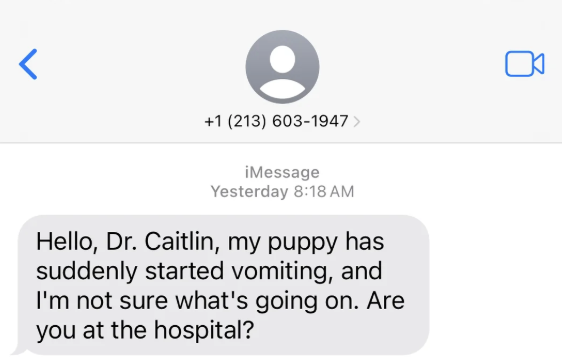 +1 (213) 603-1947 >
iMessage
Yesterday 8:18 AM
Hello, Dr. Caitlin, my puppy has
suddenly started vomiting, and
I'm not sure what's going on. Are
you at the hospital?